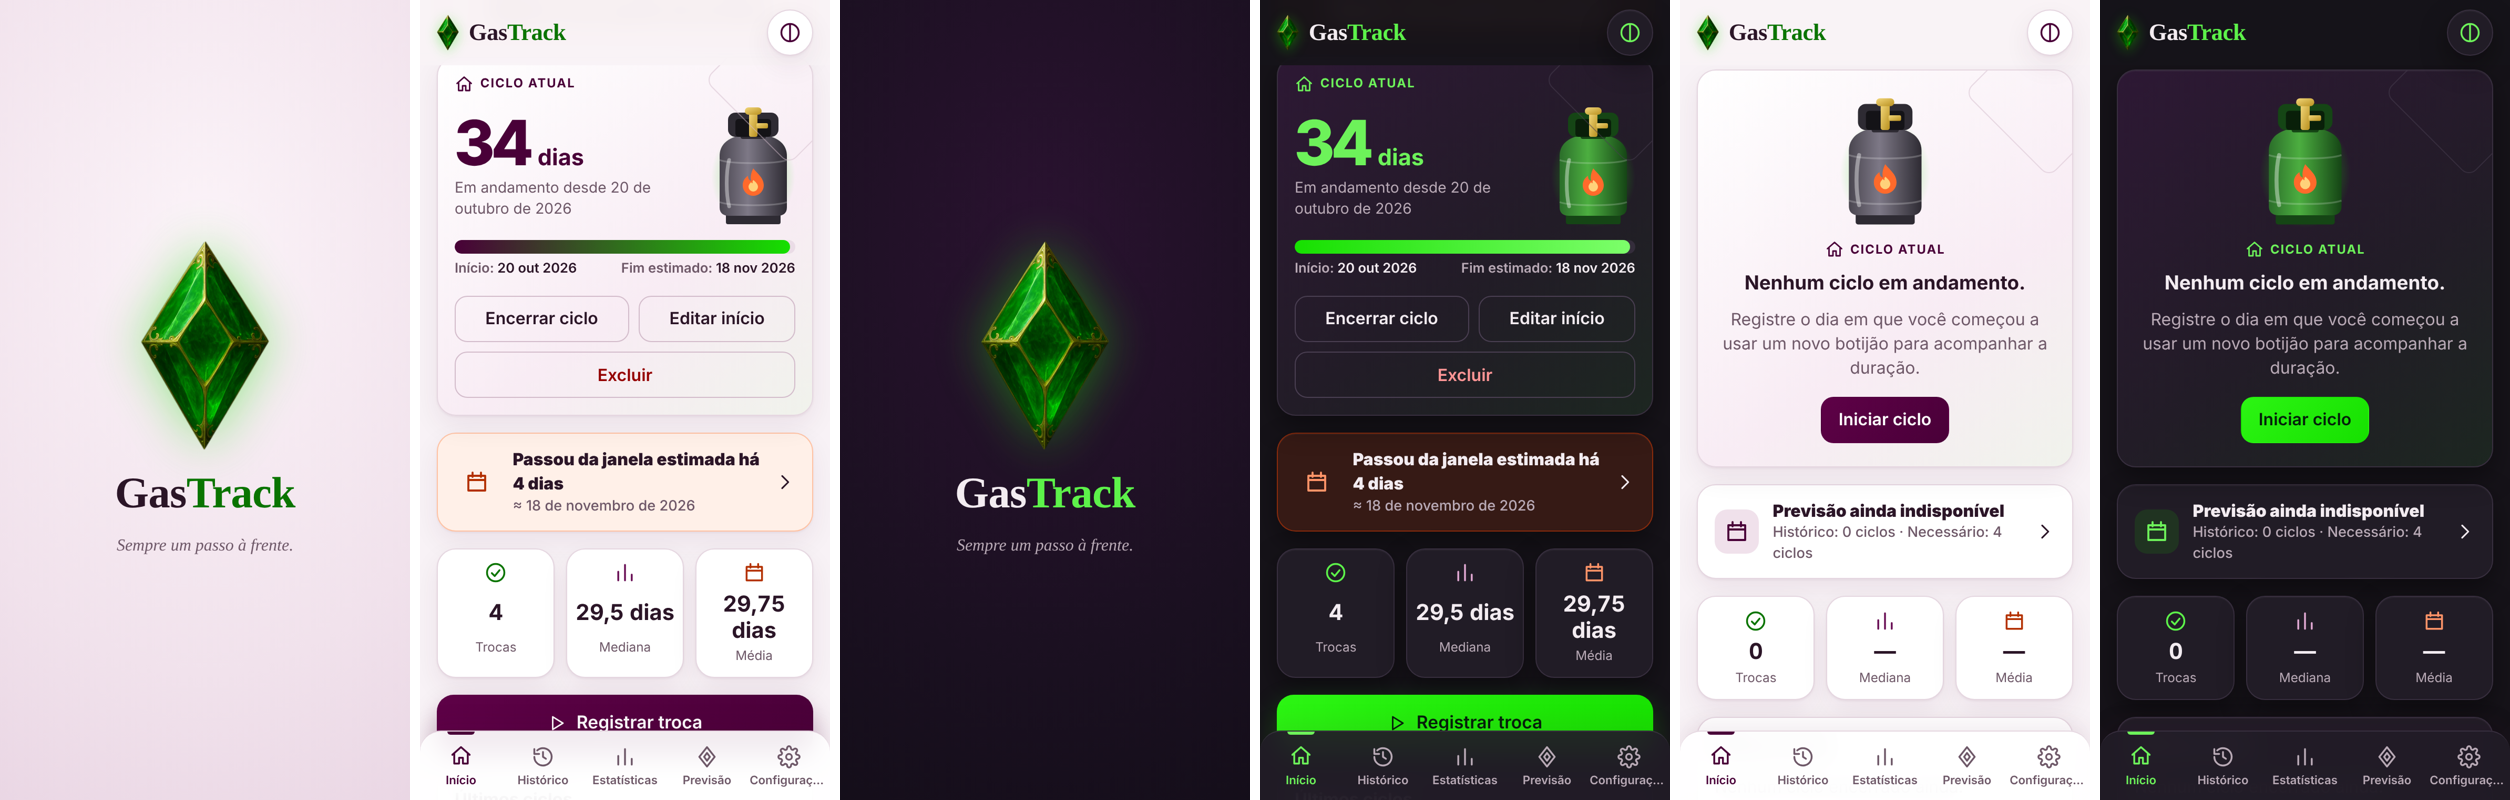 GasTrack
Sempre um passo à frente.
GasTrack
CICLO ATUAL
34 dias
Em andamento desde 20 de
outubro de 2026
Início: 20 out 2026
Fim estimado: 18 nov 2026
Encerrar ciclo
Editar início
Excluir
Passou da janela estimada há
4 dias
≈ 18 de novembro de 2026
4
Trocas
29,5 dias
Mediana
29,75
dias
Média
Registrar troca
Início
Histórico
Estatísticas
Previsão
Configuraç...
GasTrack
Sempre um passo à frente.
GasTrack
CICLO ATUAL
34 dias
Em andamento desde 20 de
outubro de 2026
Início: 20 out 2026
Fim estimado: 18 nov 2026
Encerrar ciclo
Editar início
Excluir
Passou da janela estimada há
4 dias
≈ 18 de novembro de 2026
4
Trocas
29,5 dias
Mediana
29,75
dias
Média
Registrar troca
Início
Histórico
Estatísticas
Previsão
Configuraç...
GasTrack
CICLO ATUAL
Nenhum ciclo em andamento.
Registre o dia em que você começou a
usar um novo botijão para acompanhar a
duração.
Iniciar ciclo
Previsão ainda indisponível
Histórico: 0 ciclos · Necessário: 4
ciclos
0
Trocas
—
Mediana
—
Média
Início
Histórico
Estatísticas
Previsão
Configuraç...
GasTrack
CICLO ATUAL
Nenhum ciclo em andamento.
Registre o dia em que você começou a
usar um novo botijão para acompanhar a
duração.
Iniciar ciclo
Previsão ainda indisponível
Histórico: 0 ciclos · Necessário: 4
ciclos
0
Trocas
—
Mediana
—
Média
Início
Histórico
Estatísticas
Previsão
Configuraç...